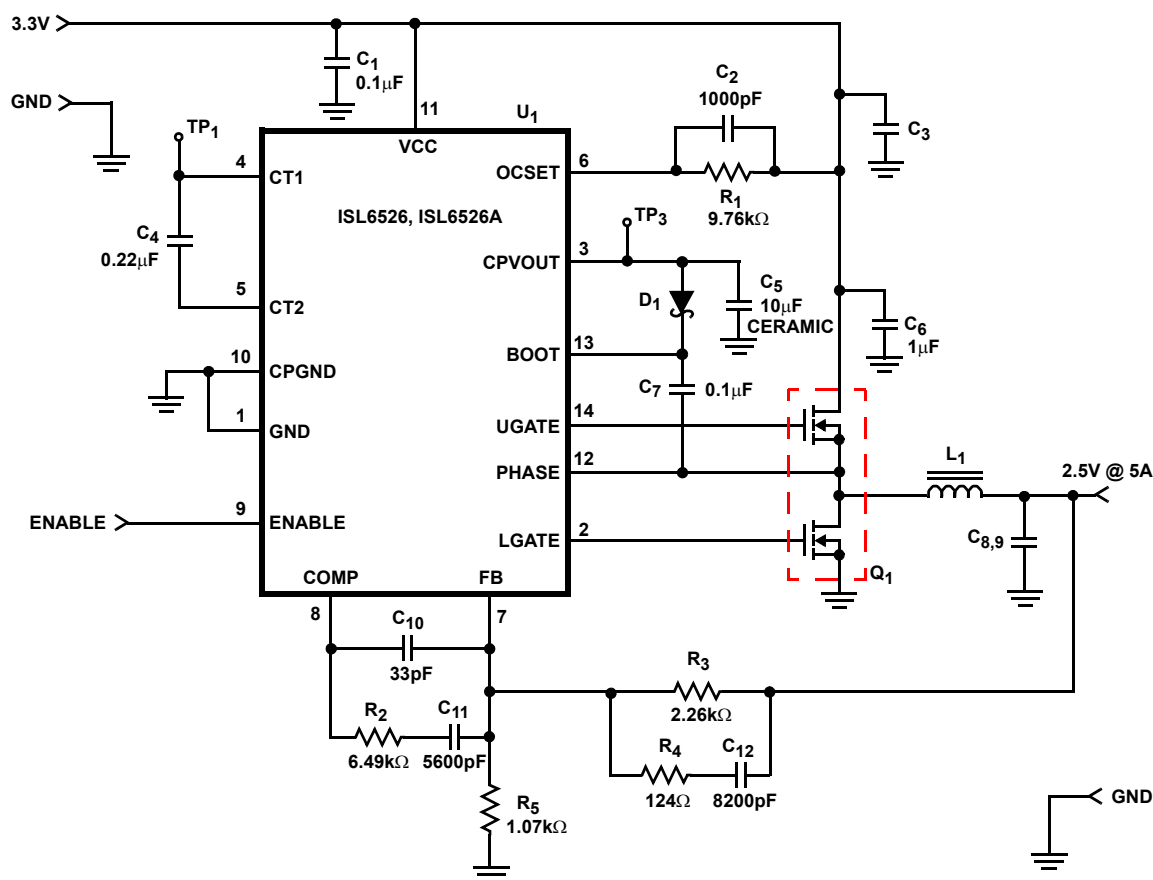 3.3V
C1
0.1μF
C2
1000pF
GND
11
U1
C3
TP1
VCC
4
CT1
OCSET
6
R1
9.76kΩ
ISL6526, ISL6526A
TP3
C4
0.22μF
CPVOUT
3
5
CT2
D1
C5
10μF
CERAMIC
C6
1μF
10
CPGND
BOOT
13
C7
0.1μF
1
GND
UGATE
14
PHASE
12
L1
2.5V @ 5A
ENABLE
9
ENABLE
LGATE
2
C8,9
COMP
FB
Q1
8
7
C10
33pF
R3
2.26kΩ
R2
6.49kΩ
C11
5600pF
R4
124Ω
C12
8200pF
R5
1.07kΩ
GND